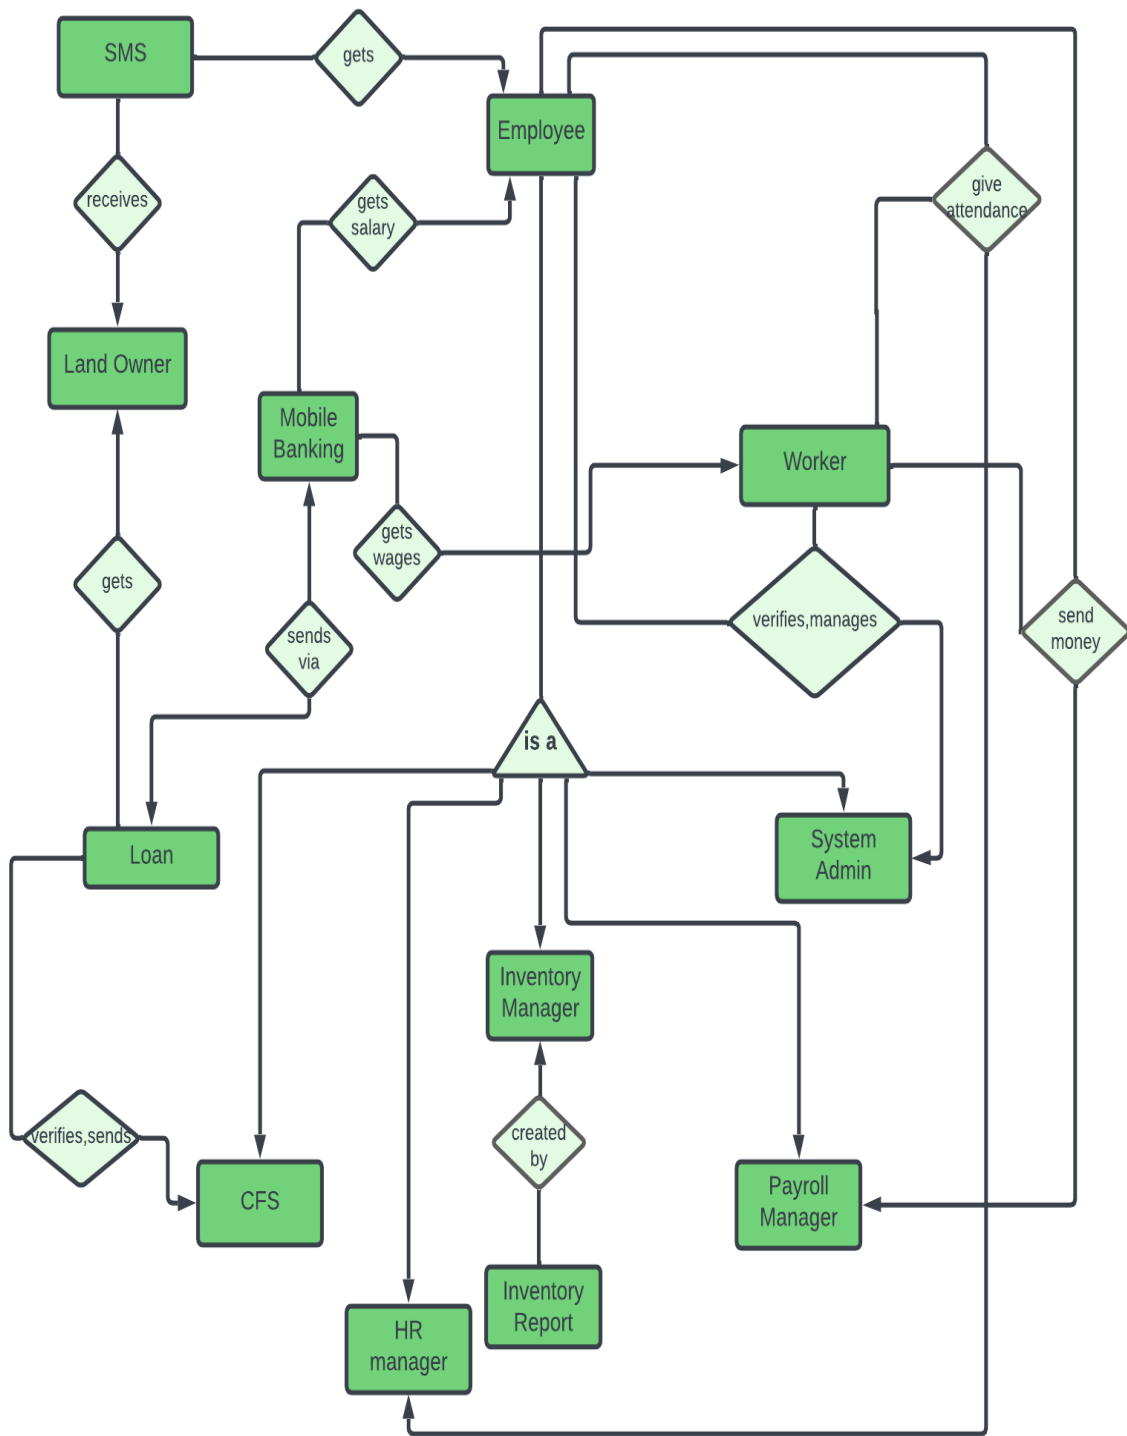 SMS
gets
Employee
receives
gets
salary
give
attendance
Land Owner
Mobile
Banking
Worker
gets
wages
gets
sends
via
verifies,manages
send
money
is a
Loan
System
Admin
Inventory
Manager
verifies,sends
created
by
CFS
Payroll
Manager
Inventory
Report
HR
manager